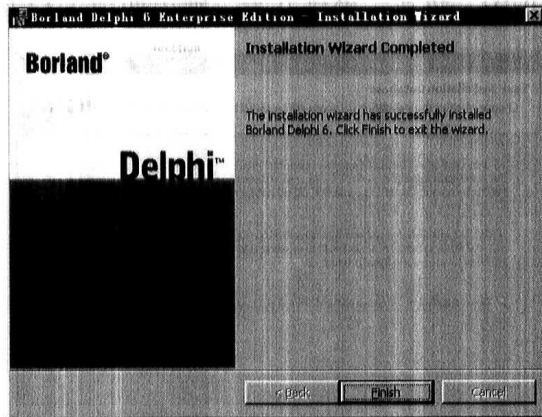 Borland Delphi 6 Enterprise Edition - Installation Wizard
Borland®
Delphi™
Installation Wizard Completed
The installation wizard has successfully installed
Borland Delphi 6. Click Finish to exit the wizard.
< Back
Finish
Cancel